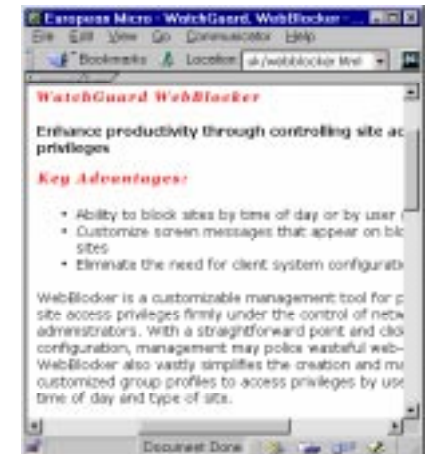 European Micro - WatchGuard, WebBlocker - ...
File Edit View Go Communicator Help
Bookmarks Location: uk/webblocker.html
WatchGuard WebBlocker
Enhance productivity through controlling site ac
privileges
Key Advantages:
• Ability to block sites by time of day or by user
• Customize screen messages that appear on blo
sites
• Eliminate the need for client system configurati
WebBlocker is a customizable management tool for p
site access privileges firmly under the control of netw
administrators. With a straightforward point and click
configuration, management may police wasteful web-
WebBlocker also vastly simplifies the creation and ma
customized group profiles to access privileges by use
time of day and type of site.
Document Done